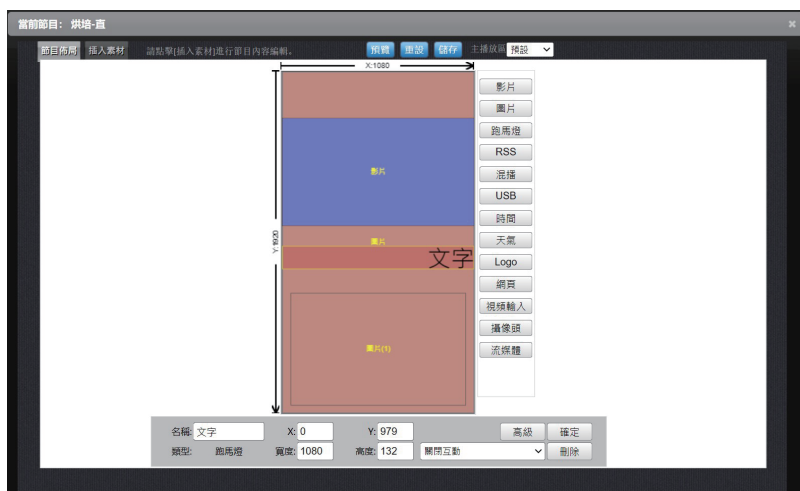 當前節目： 烘培-直
×
節目佈局 插入素材 請點擊[插入素材]進行節目內容編輯。 預覽 重設 儲存 主播放區 預設
X:1080
Y:1920
影片
圖片
文字
圖片(1)
影片
圖片
跑馬燈
RSS
混播
USB
時間
天氣
Logo
網頁
視頻輸入
攝像頭
流媒體
名稱: 文字 X: 0 Y: 979 高級 確定
類型: 跑馬燈 寬度: 1080 高度: 132 關閉互動 刪除